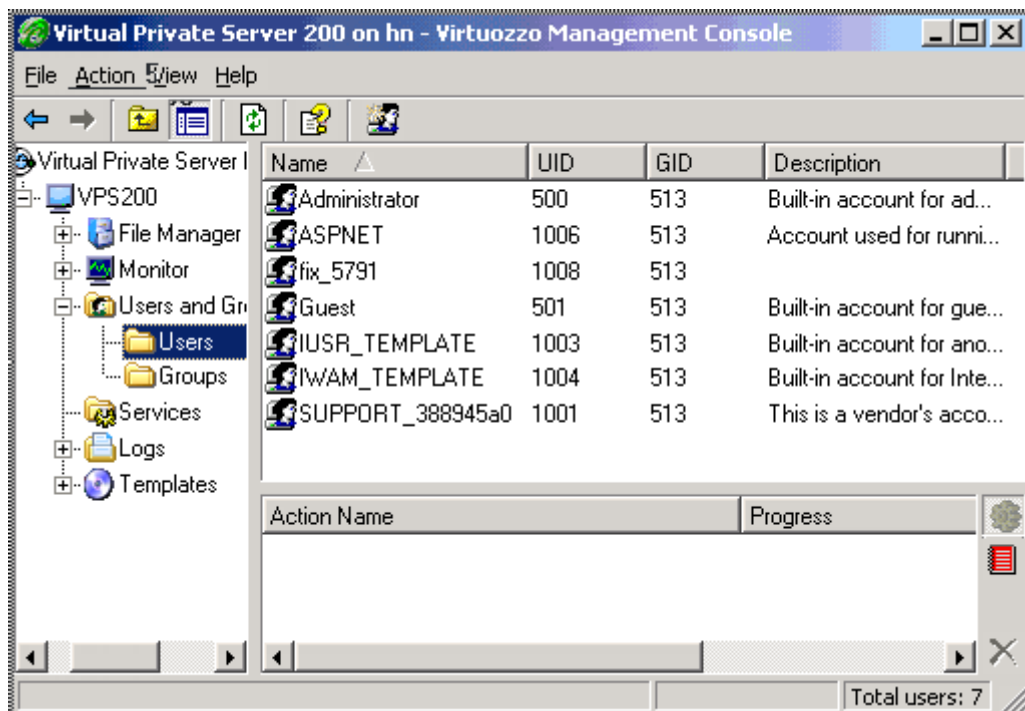 Virtual Private Server 200 on hn - Virtuozzo Management Console
File Action View Help
Virtual Private Server I
VPS200
File Manager
Monitor
Users and Gr
Users
Groups
Services
Logs
Templates
Name UID GID Description
Administrator 500 513 Built-in account for ad...
ASPNET 1006 513 Account used for runni...
fix_5791 1008 513
Guest 501 513 Built-in account for gue...
IUSR_TEMPLATE 1003 513 Built-in account for ano...
IWAM_TEMPLATE 1004 513 Built-in account for Inte...
SUPPORT_388945a0 1001 513 This is a vendor's acco...
Action Name Progress
Total users: 7